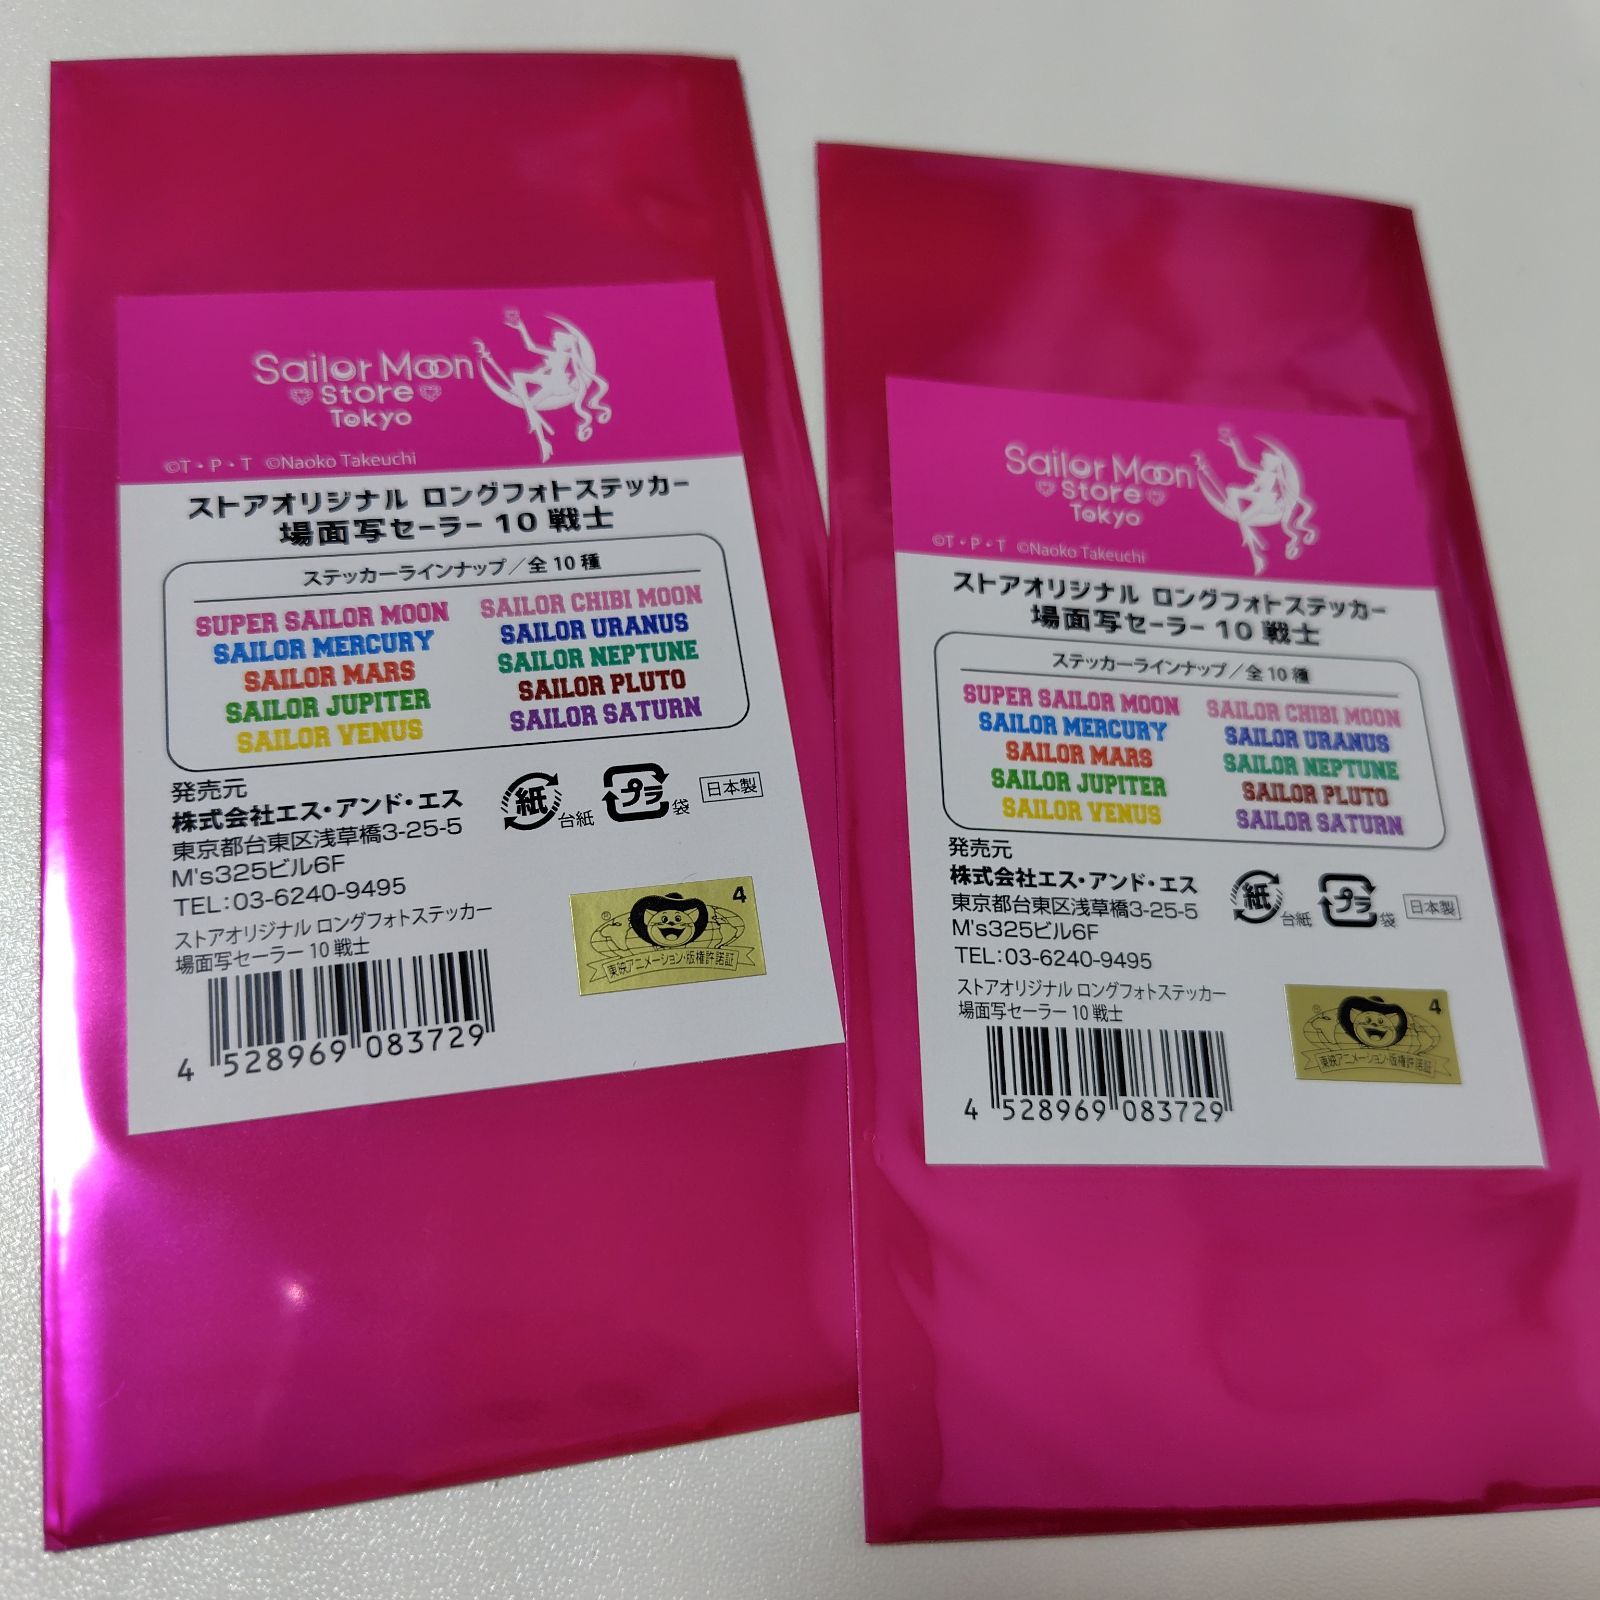 Sailor Moon
Store
Tokyo
©T・P・T ©Naoko Takeuchi
ストアオリジナル ロングフォトステッカー
場面写セーラー10戦士
ステッカーラインナップ/全10種
SUPER SAILOR MOON
SAILOR MERCURY
SAILOR MARS
SAILOR JUPITER
SAILOR VENUS
SAILOR CHIBI MOON
SAILOR URANUS
SAILOR NEPTUNE
SAILOR PLUTO
SAILOR SATURN
発売元
株式会社エス・アンド・エス
東京都台東区浅草橋3-25-5
M's325ビル6F
TEL:03-6240-9495
紙 台紙
プラ 袋
日本製
ストアオリジナル ロングフォトステッカー
場面写セーラー10戦士
4 528969 083729
4
®
東映アニメーション・版権許諾証
Sailor Moon
Store
Tokyo
©T・P・T ©Naoko Takeuchi
ストアオリジナル ロングフォトステッカー
場面写セーラー10戦士
ステッカーラインナップ/全10種
SUPER SAILOR MOON
SAILOR MERCURY
SAILOR MARS
SAILOR JUPITER
SAILOR VENUS
SAILOR CHIBI MOON
SAILOR URANUS
SAILOR NEPTUNE
SAILOR PLUTO
SAILOR SATURN
発売元
株式会社エス・アンド・エス
東京都台東区浅草橋3-25-5
M's325ビル6F
TEL:03-6240-9495
紙 台紙
プラ 袋
日本製
ストアオリジナル ロングフォトステッカー
場面写セーラー10戦士
4 528969 083729
4
東映アニメーション・版権許諾証